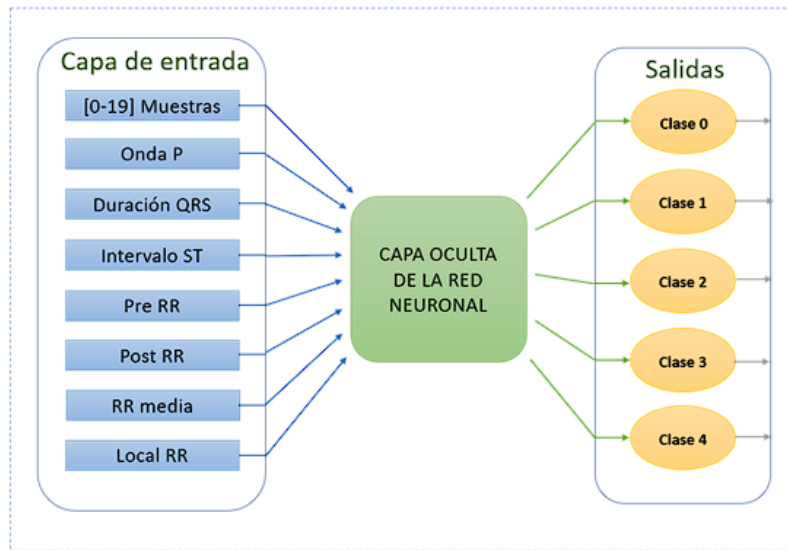 Capa de entrada
[0-19] Muestras
Onda P
Duración QRS
Intervalo ST
Pre RR
Post RR
RR media
Local RR
CAPA OCULTA
DE LA RED
NEURONAL
Salidas
Clase 0
Clase 1
Clase 2
Clase 3
Clase 4